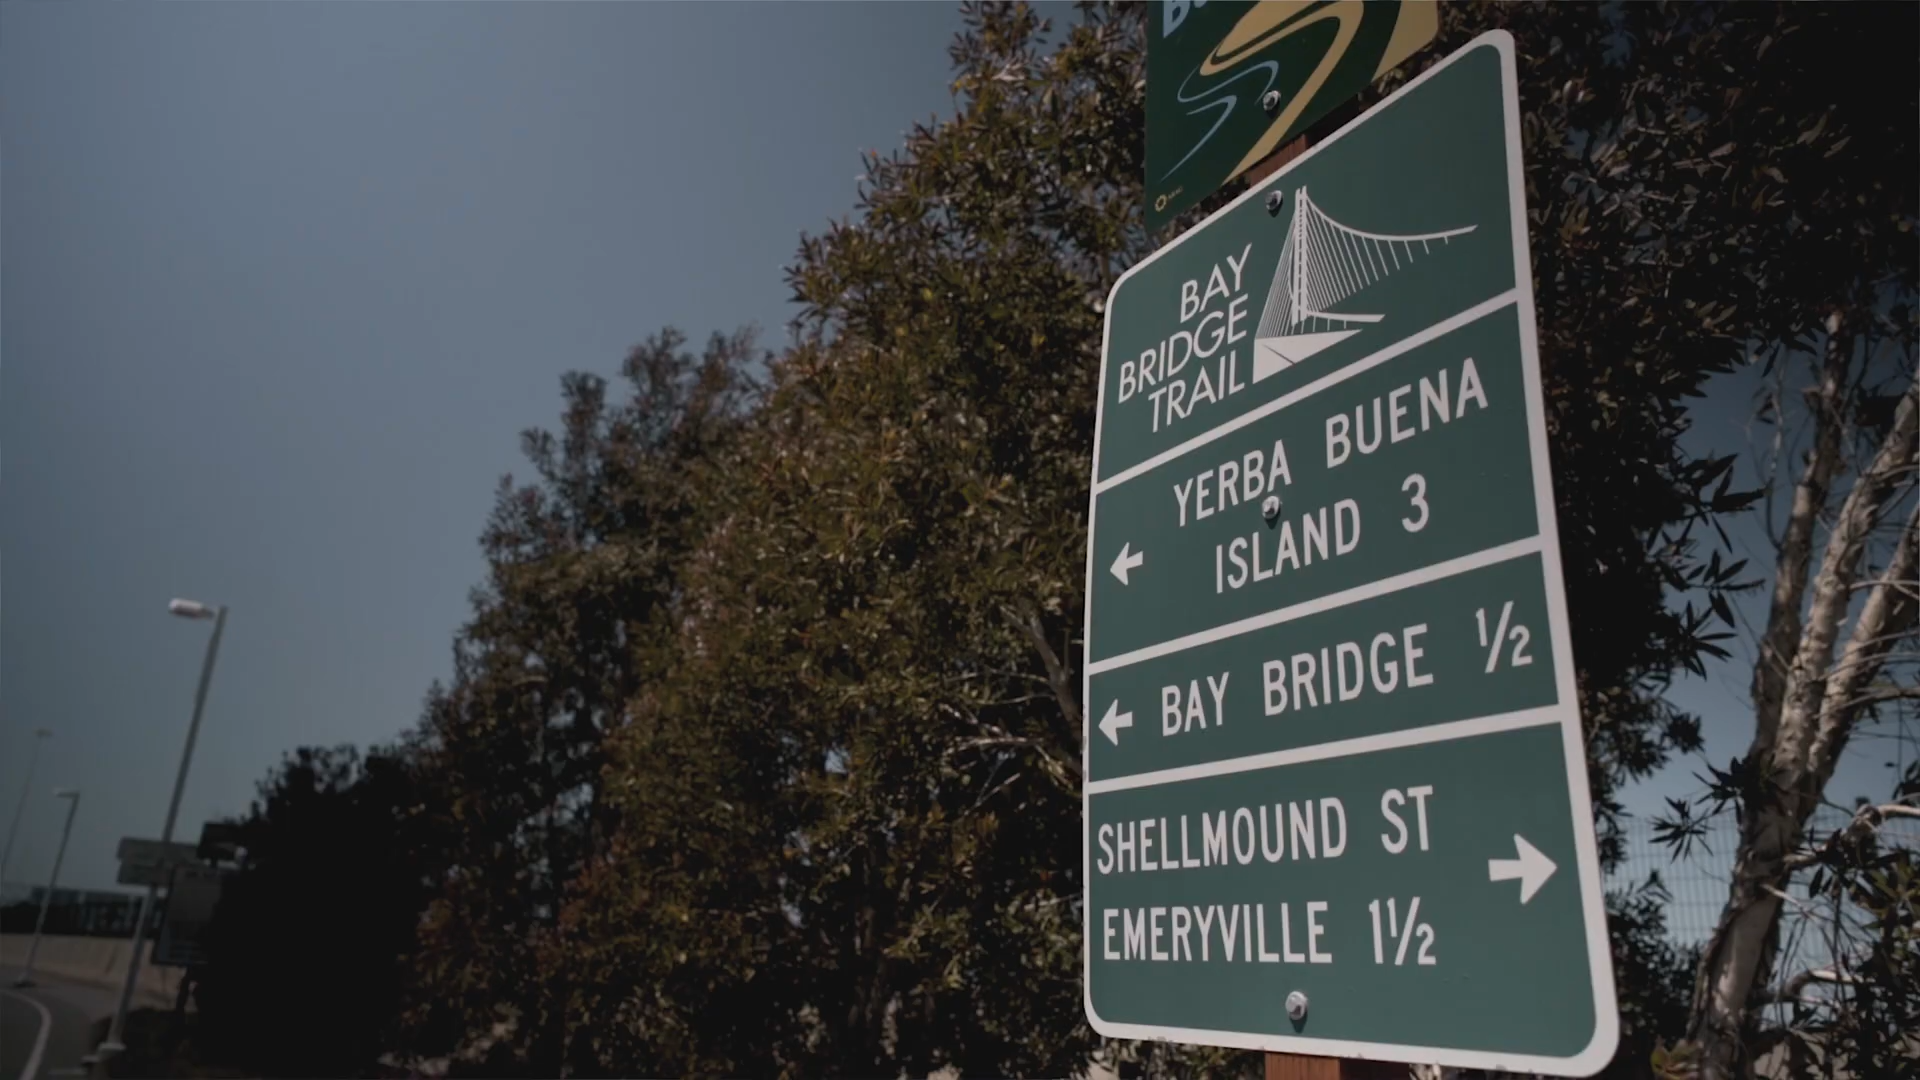 BAY
BRIDGE
TRAIL
YERBA BUENA
ISLAND 3
BAY BRIDGE ½
SHELLMOUND ST
EMERYVILLE 1½